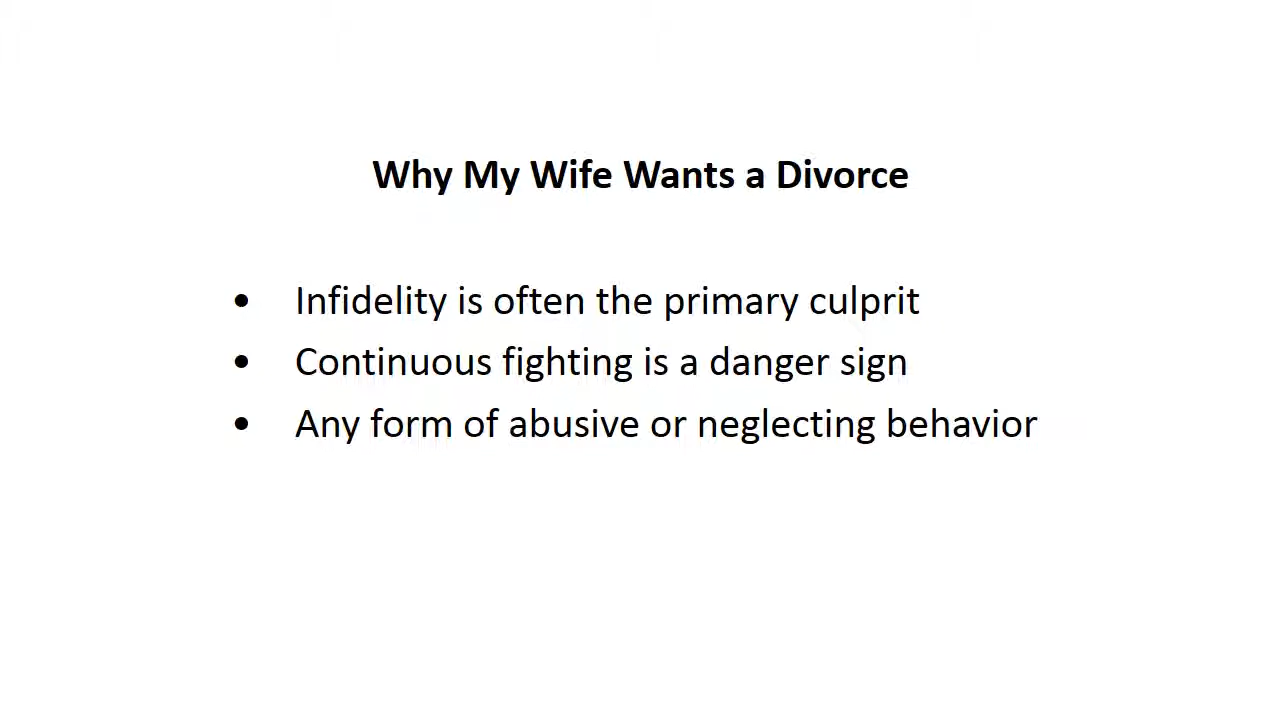 Why My Wife Wants a Divorce
• Infidelity is often the primary culprit
• Continuous fighting is a danger sign
• Any form of abusive or neglecting behavior